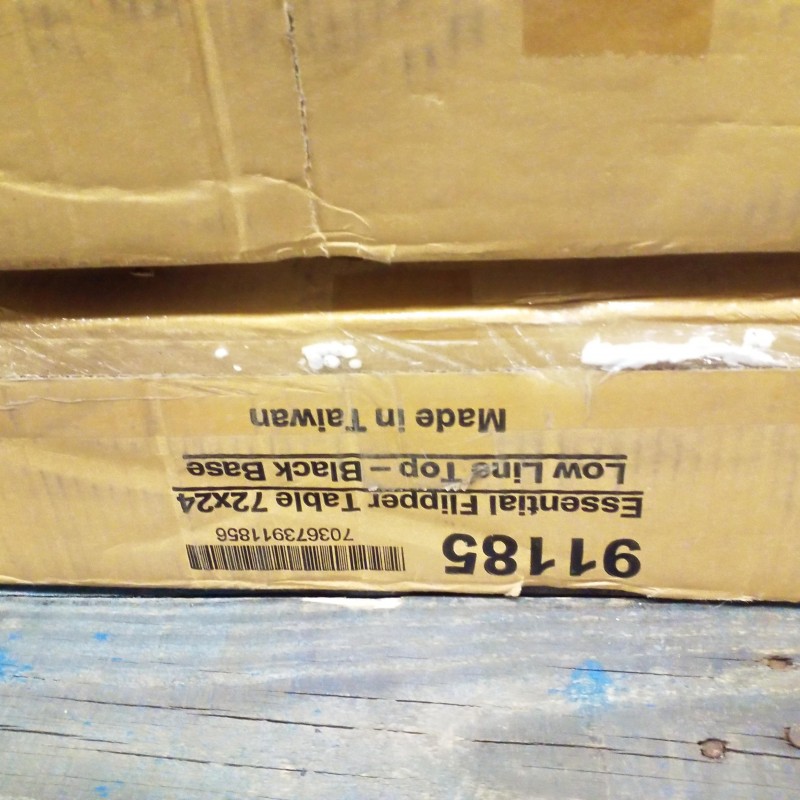 91185
703673911856
Essential Flipper Table 72x24
Low Line Top – Black Base
Made in Taiwan